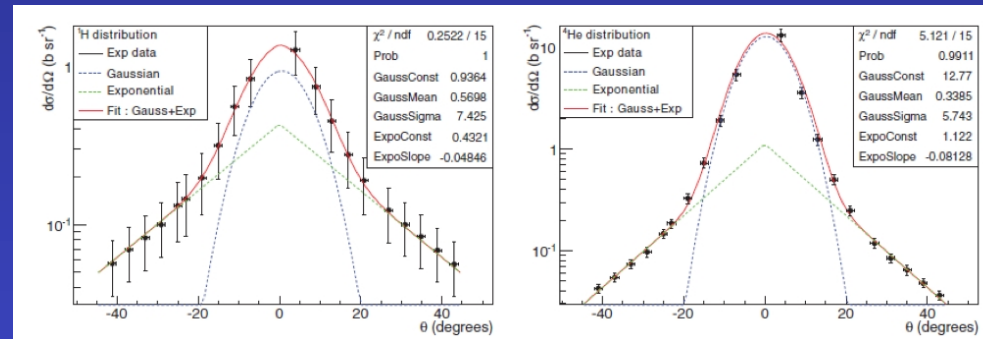 ¹H distribution
Exp data
Gaussian
Exponential
Fit : Gauss+Exp
χ² / ndf 0.2522 / 15
Prob 1
GaussConst 0.9364
GaussMean 0.5698
GaussSigma 7.425
ExpoConst 0.4321
ExpoSlope -0.04846
dσ/dΩ (b sr⁻¹)
1
10⁻¹
-40 -20 0 20 40
θ (degrees)
⁴He distribution
Exp data
Gaussian
Exponential
Fit : Gauss+Exp
χ² / ndf 5.121 / 15
Prob 0.9911
GaussConst 12.77
GaussMean 0.3385
GaussSigma 5.743
ExpoConst 1.122
ExpoSlope -0.08128
dσ/dΩ (b sr⁻¹)
10
1
10⁻¹
-40 -20 0 20 40
θ (degrees)